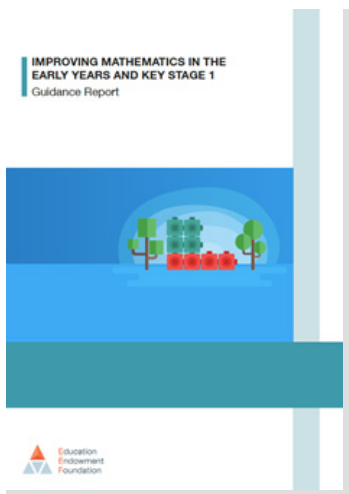 IMPROVING MATHEMATICS IN THE
EARLY YEARS AND KEY STAGE 1
Guidance Report
Education
Endowment
Foundation